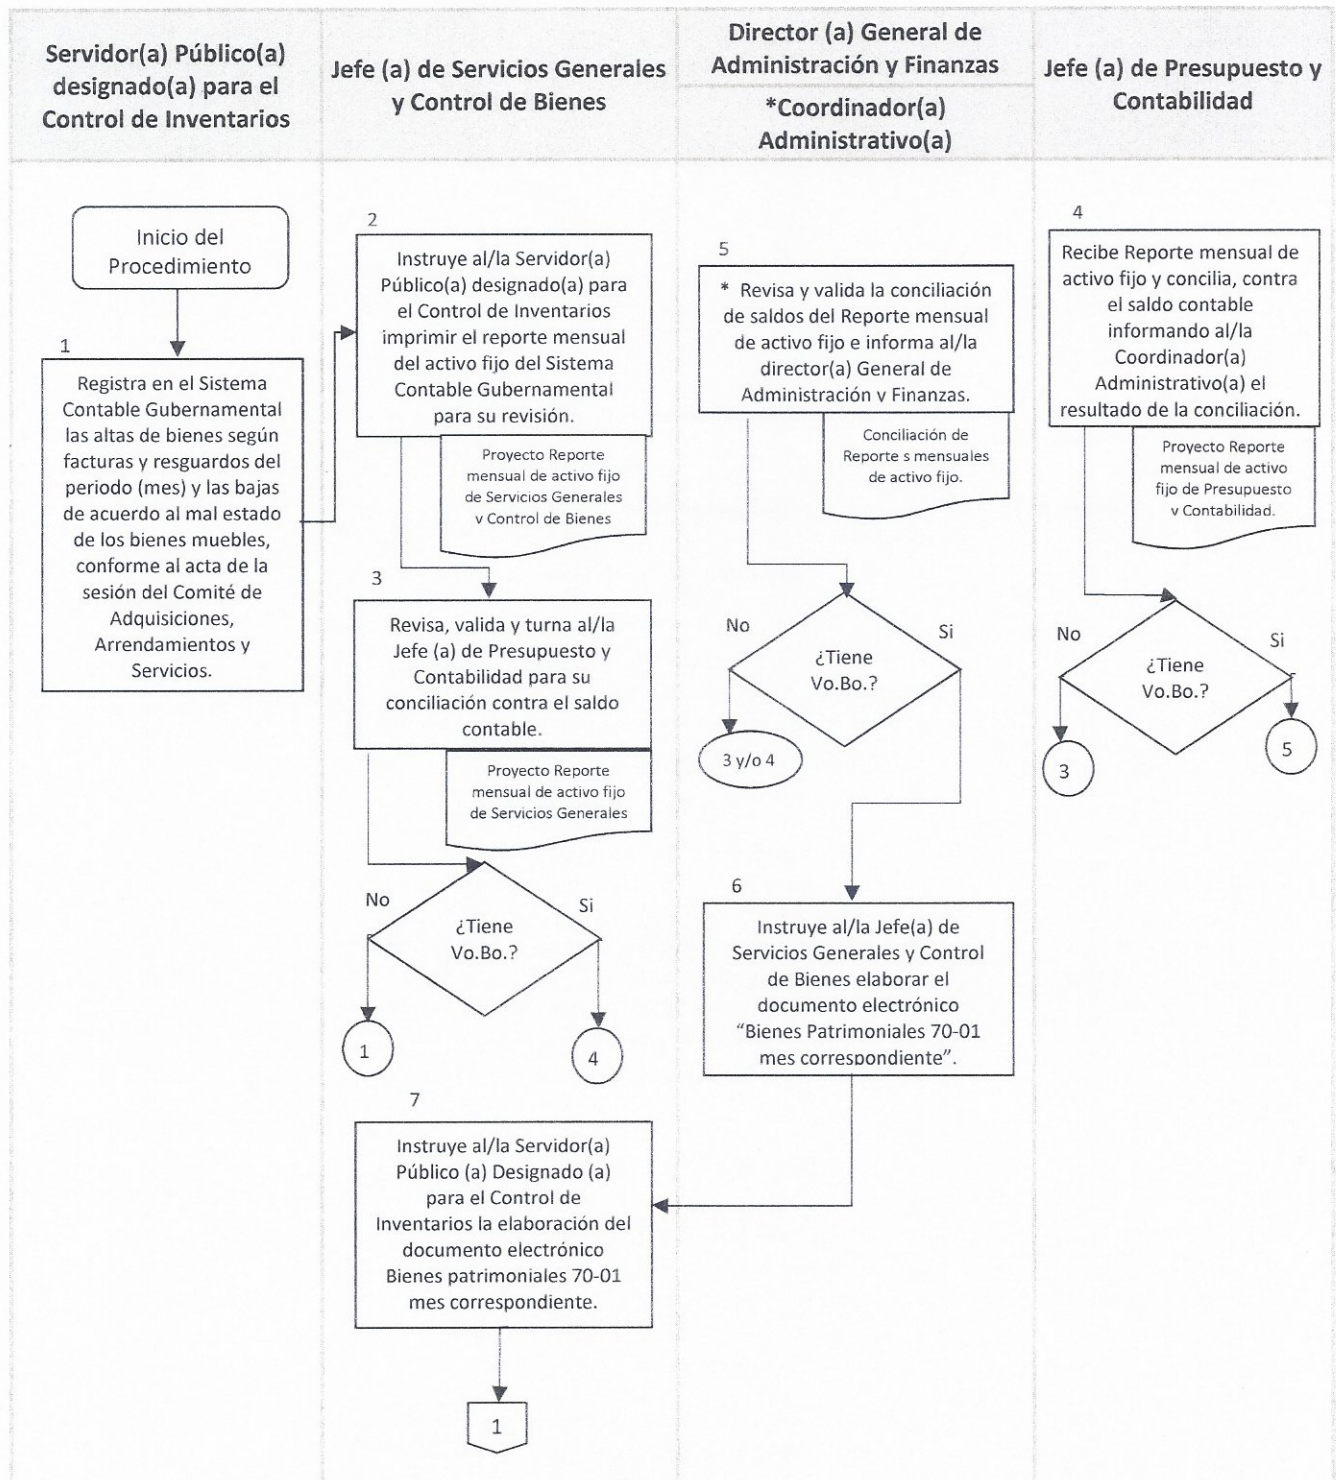 Servidor(a) Público(a)
designado(a) para el
Control de Inventarios
Jefe (a) de Servicios Generales
y Control de Bienes
Director (a) General de
Administración y Finanzas
*Coordinador(a)
Administrativo(a)
Jefe (a) de Presupuesto y
Contabilidad
Inicio del
Procedimiento
1
Registra en el Sistema
Contable Gubernamental
las altas de bienes según
facturas y resguardos del
periodo (mes) y las bajas
de acuerdo al mal estado
de los bienes muebles,
conforme al acta de la
sesión del Comité de
Adquisiciones,
Arrendamientos y
Servicios.
2
Instruye al/la Servidor(a)
Público(a) designado(a) para
el Control de Inventarios
imprimir el reporte mensual
del activo fijo del Sistema
Contable Gubernamental
para su revisión.
Proyecto Reporte
mensual de activo fijo
de Servicios Generales
y Control de Bienes
3
Revisa, valida y turna al/la
Jefe (a) de Presupuesto y
Contabilidad para su
conciliación contra el saldo
contable.
Proyecto Reporte
mensual de activo fijo
de Servicios Generales
No
Si
¿Tiene
Vo.Bo.?
1
4
4
Recibe Reporte mensual de
activo fijo y concilia, contra
el saldo contable
informando al/la
Coordinador(a)
Administrativo(a) el
resultado de la conciliación.
Proyecto Reporte
mensual de activo
fijo de Presupuesto
y Contabilidad.
No
Si
¿Tiene
Vo.Bo.?
3
5
5
* Revisa y valida la conciliación
de saldos del Reporte mensual
de activo fijo e informa al/la
director(a) General de
Administración y Finanzas.
Conciliación de
Reporte s mensuales
de activo fijo.
No
Si
¿Tiene
Vo.Bo.?
3 y/o 4
6
Instruye al/la Jefe(a) de
Servicios Generales y Control
de Bienes elaborar el
documento electrónico
“Bienes Patrimoniales 70-01
mes correspondiente”.
7
Instruye al/la Servidor(a)
Público (a) Designado (a)
para el Control de
Inventarios la elaboración del
documento electrónico
Bienes patrimoniales 70-01
mes correspondiente.
1